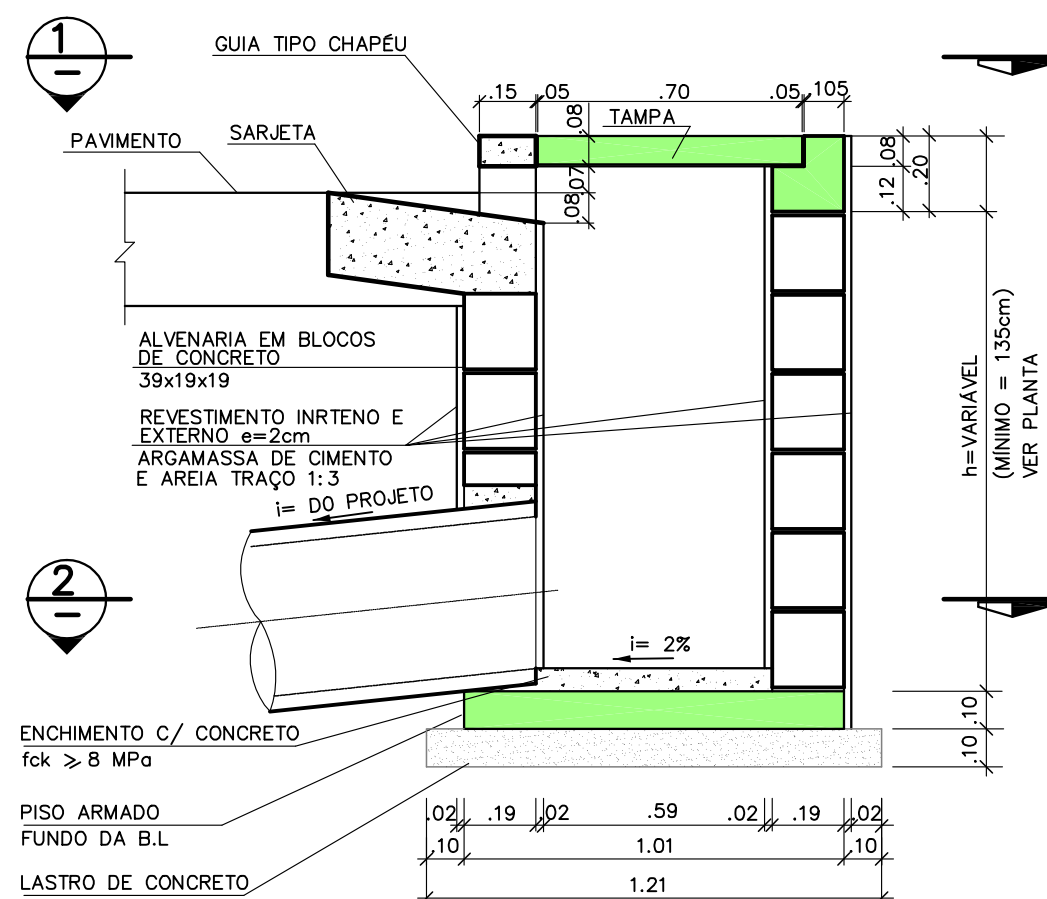 1
GUIA TIPO CHAPÉU
.15
.05
.70
.05
.105
.08
TAMPA
PAVIMENTO
SARJETA
.07
.08
.08
.12
.20
ALVENARIA EM BLOCOS
DE CONCRETO
39x19x19
REVESTIMENTO INRTENO E
EXTERNO e=2cm
ARGAMASSA DE CIMENTO
E AREIA TRAÇO 1:3
i= DO PROJETO
h=VARIÁVEL
(MÍNIMO = 135cm)
VER PLANTA
2
i= 2%
ENCHIMENTO C/ CONCRETO
fck ⩾ 8 MPa
.10
.10
PISO ARMADO
FUNDO DA B.L
LASTRO DE CONCRETO
.02
.19
.02
.59
.02
.19
.02
.10
1.01
.10
1.21